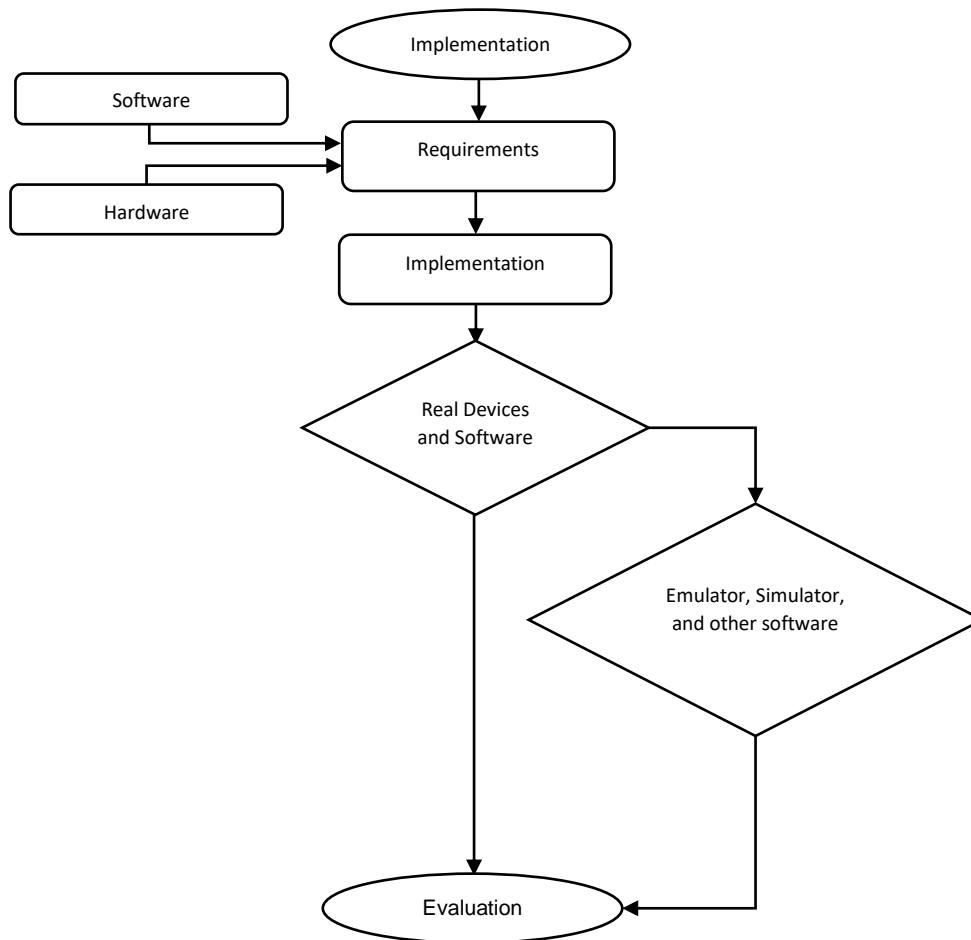 Implementation
Software
Requirements
Hardware
Implementation
Real Devices
and Software
Emulator, Simulator,
and other software
Evaluation